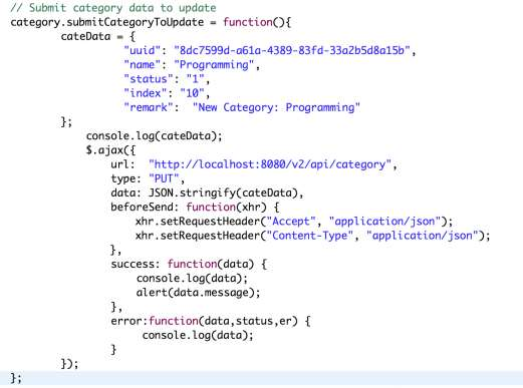 // Submit category data to update
category.submitCategoryToUpdate = function(){
cateData = {
"uuid": "8dc7599d-a61a-4389-83fd-33a2b5d8a15b",
"name": "Programming",
"status": "1",
"index": "10",
"remark":  "New Category: Programming"
};
console.log(cateData);
$.ajax({
url:  "http://localhost:8080/v2/api/category",
type: "PUT",
data: JSON.stringify(cateData),
beforeSend: function(xhr) {
xhr.setRequestHeader("Accept", "application/json");
xhr.setRequestHeader("Content-Type", "application/json");
},
success: function(data) {
console.log(data);
alert(data.message);
},
error:function(data,status,er) {
console.log(data);
}
});
};